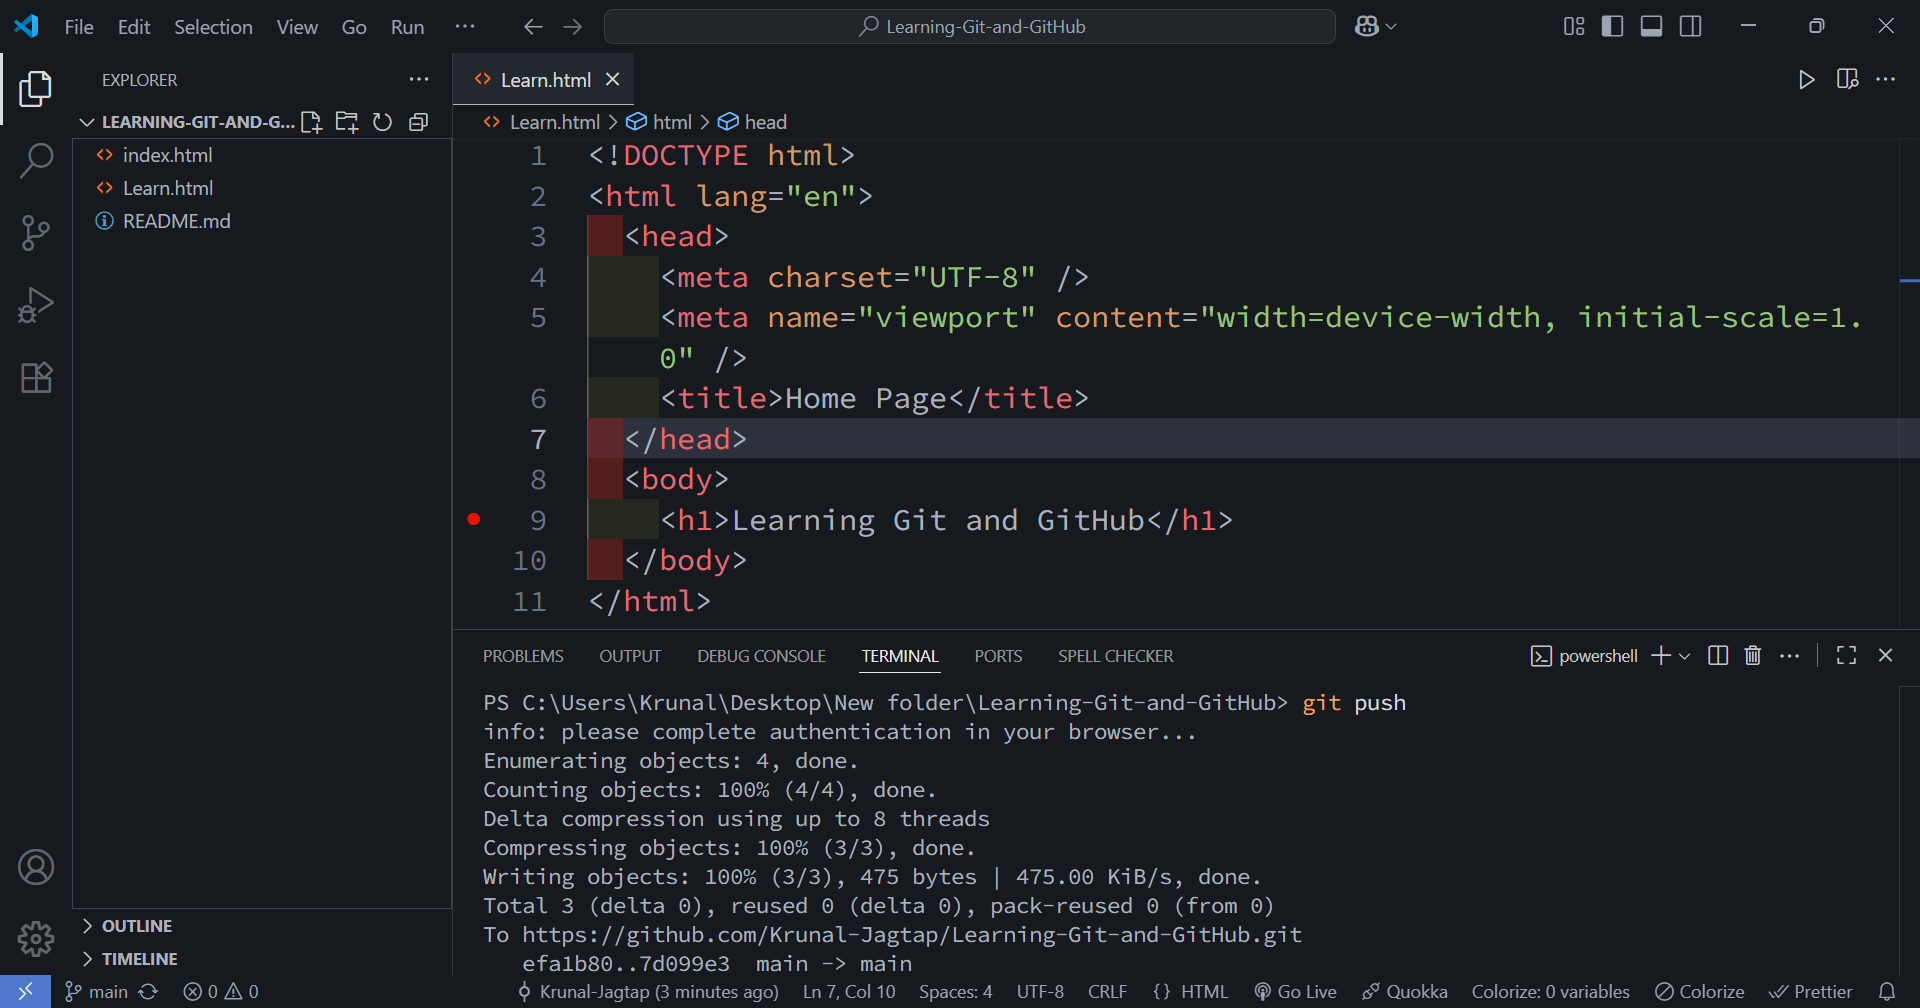 File Edit Selection View Go Run ··· Learning-Git-and-GitHub
EXPLORER ···
LEARNING-GIT-AND-G...
index.html
Learn.html
README.md
OUTLINE
TIMELINE
Learn.html
Learn.html > html > head
1 <!DOCTYPE html>
2 <html lang="en">
3 <head>
4 <meta charset="UTF-8" />
5 <meta name="viewport" content="width=device-width, initial-scale=1.
0" />
6 <title>Home Page</title>
7 </head>
8 <body>
9 <h1>Learning Git and GitHub</h1>
10 </body>
11 </html>
PROBLEMS OUTPUT DEBUG CONSOLE TERMINAL PORTS SPELL CHECKER powershell
PS C:\Users\Krunal\Desktop\New folder\Learning-Git-and-GitHub> git push
info: please complete authentication in your browser...
Enumerating objects: 4, done.
Counting objects: 100% (4/4), done.
Delta compression using up to 8 threads
Compressing objects: 100% (3/3), done.
Writing objects: 100% (3/3), 475 bytes | 475.00 KiB/s, done.
Total 3 (delta 0), reused 0 (delta 0), pack-reused 0 (from 0)
To https://github.com/Krunal-Jagtap/Learning-Git-and-GitHub.git
efa1b80..7d099e3 main -> main
main 0 0 Krunal-Jagtap (3 minutes ago) Ln 7, Col 10 Spaces: 4 UTF-8 CRLF {} HTML Go Live Quokka Colorize: 0 variables Colorize Prettier